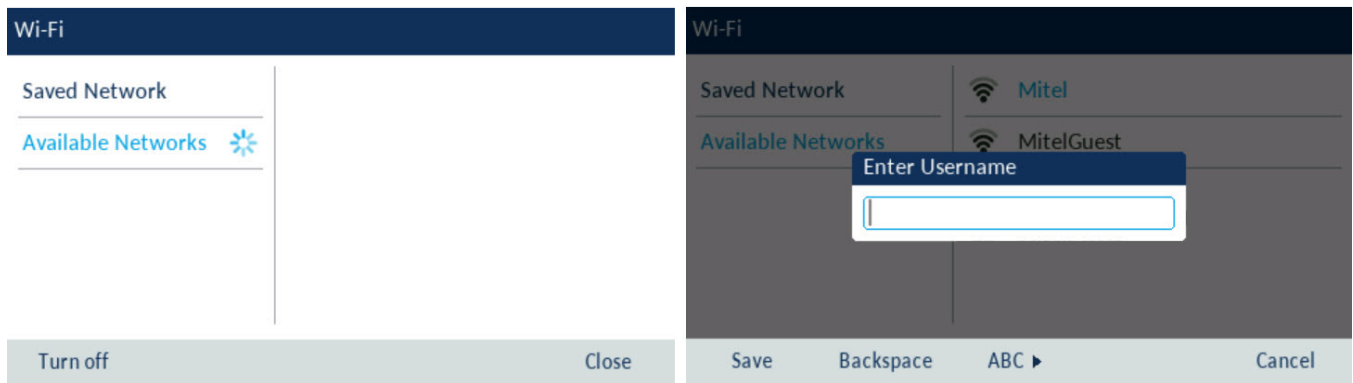 Wi-Fi
Saved Network
Available Networks
Turn off
Close
Wi-Fi
Saved Network
Mitel
Available Networks
MitelGuest
Enter Username
Save
Backspace
ABC ▶
Cancel